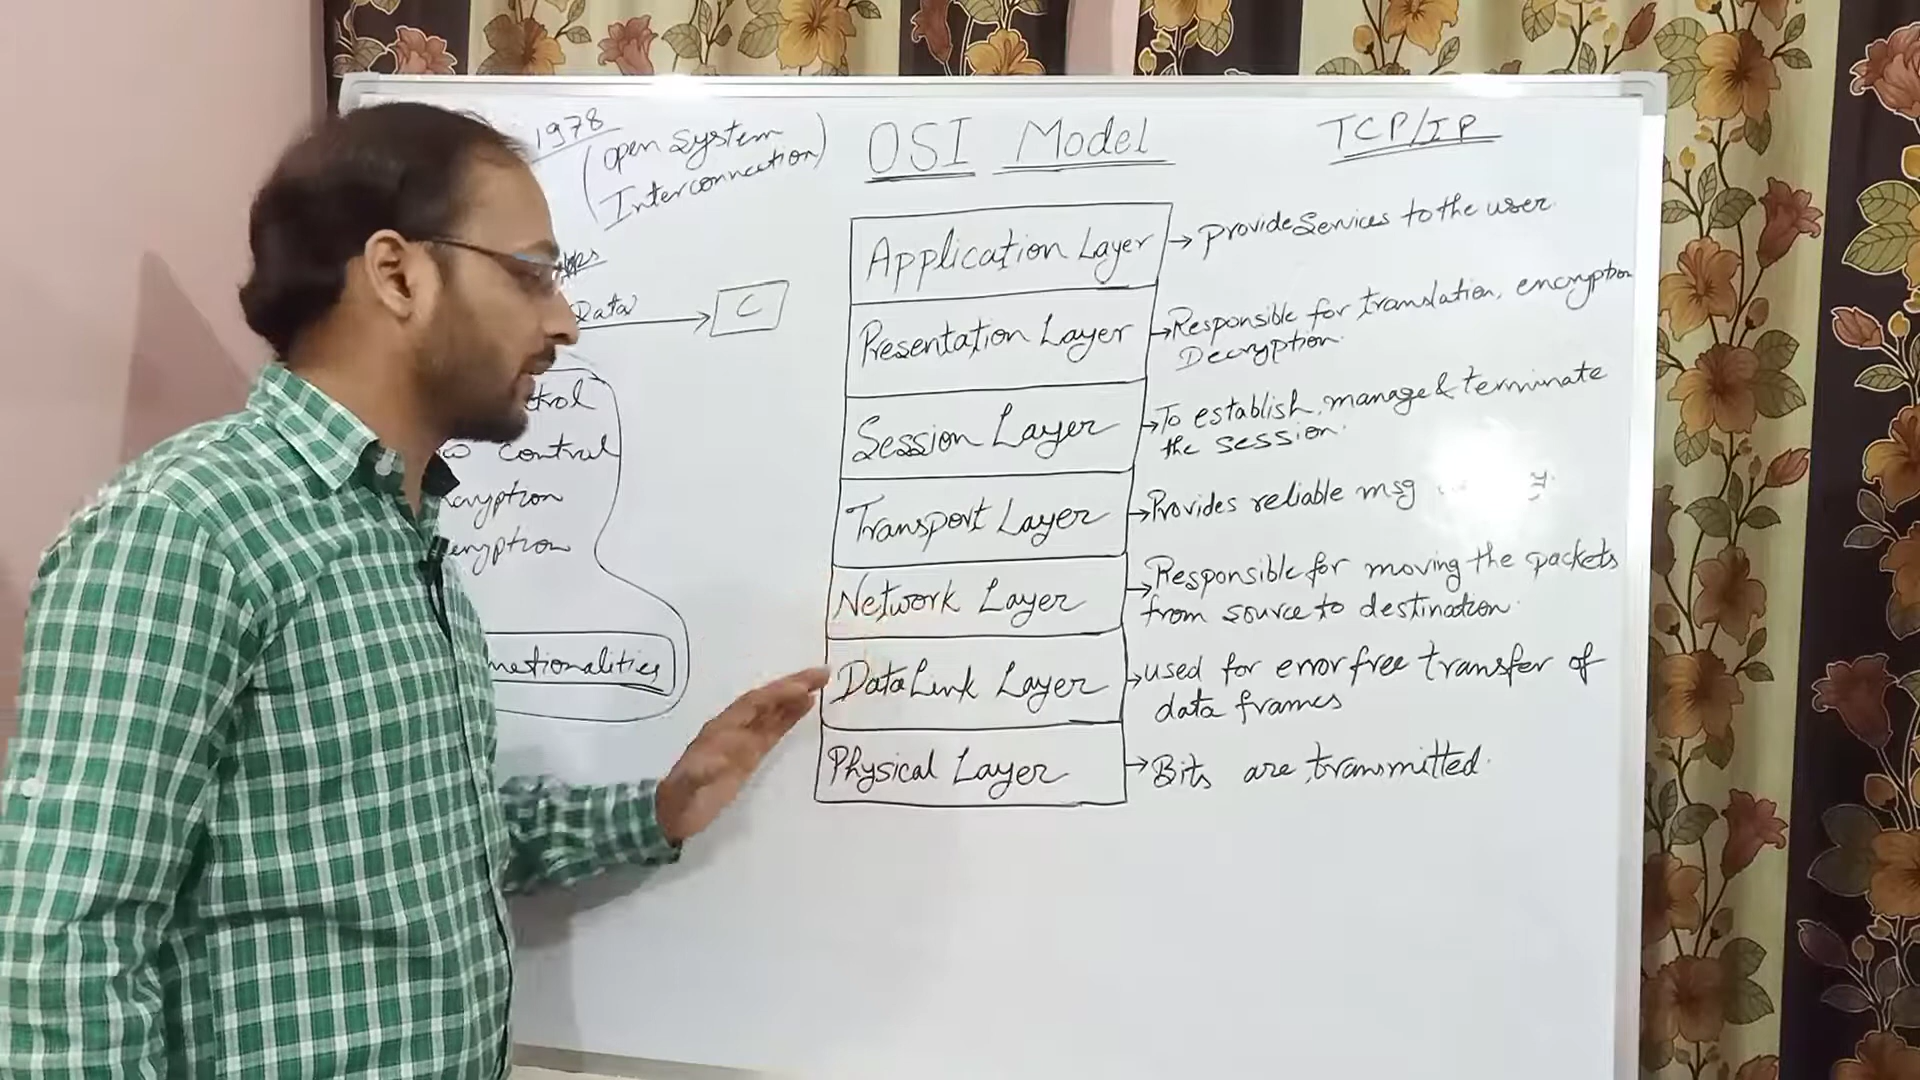 1978
(open system
Interconnection)
OSI Model
TCP/IP
Data
C
control
ncryption
Application Layer → provide Services to the user.
Presentation Layer → Responsible for translation, encryption
Decryption.
Session Layer → To establish, manage & terminate
the session.
Transport Layer → Provides reliable msg
Network Layer → Responsible for moving the packets
from source to destination.
Data Link Layer → used for error free transfer of
data frames
Physical Layer → Bits are transmitted.